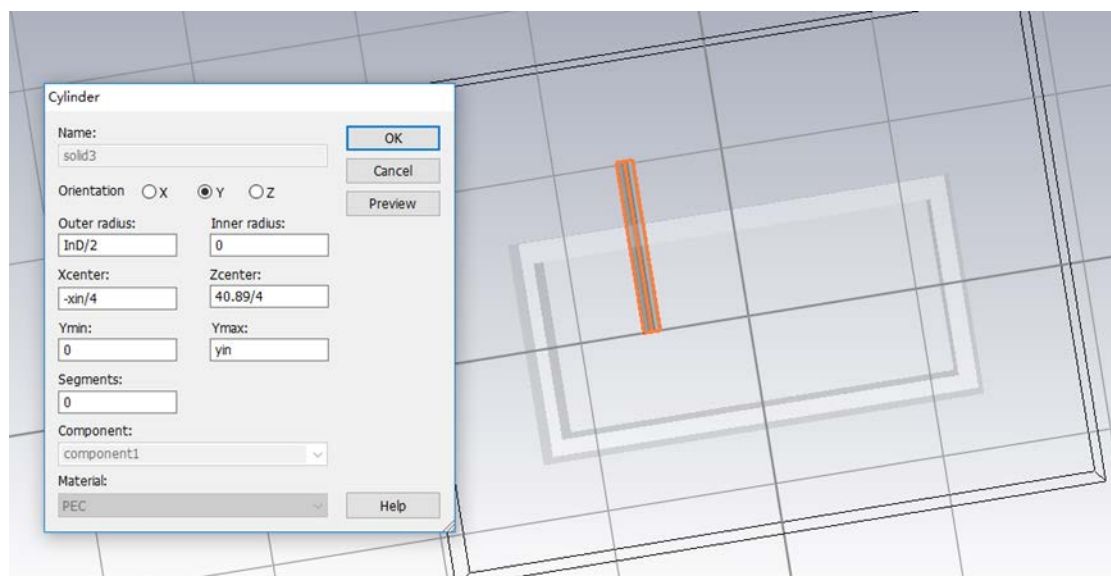 Cylinder
Name:
OK
solid3
Cancel
Orientation X Y Z
Preview
Outer radius: Inner radius:
InD/2 0
Xcenter: Zcenter:
-xin/4 40.89/4
Ymin: Ymax:
0 yin
Segments:
0
Component:
component1
Material:
PEC Help